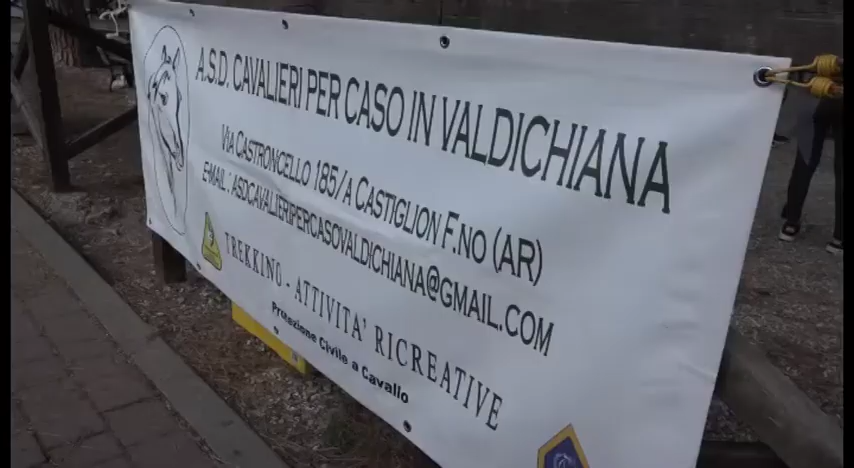 A.S.D. CAVALIERI PER CASO IN VALDICHIANA
VIA CASTRONCELLO 185/A CASTIGLION F.NO (AR)
E-MAIL: ASDCAVALIERIPERCASOVALDICHIANA@GMAIL.COM
TREKKING - ATTIVITA' RICREATIVE
Protezione Civile a Cavallo